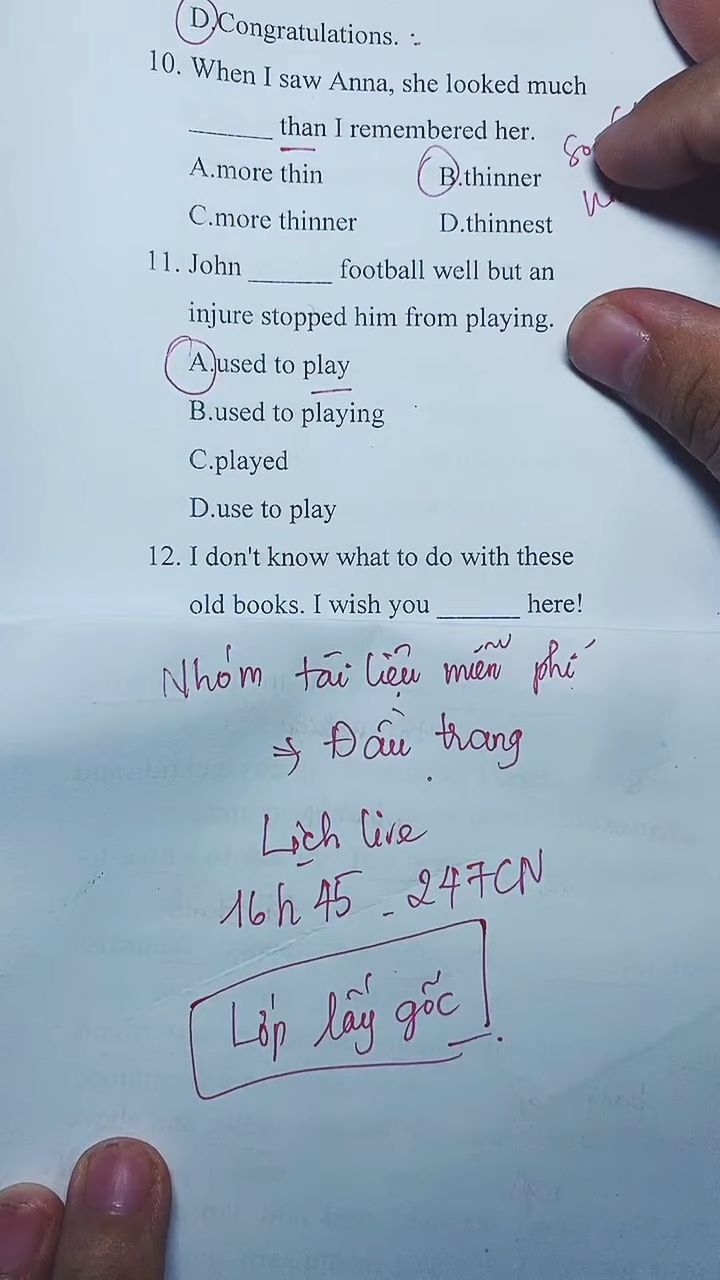 D.Congratulations.
10. When I saw Anna, she looked much
______ than I remembered her.
A.more thin B.thinner
C.more thinner D.thinnest
11. John ______ football well but an
injure stopped him from playing.
A.used to play
B.used to playing
C.played
D.use to play
12. I don't know what to do with these
old books. I wish you ______ here!
Nhóm tài liệu miễn phí
⇒ Đầu trang
Lịch live
16h45 - 247CN
Lớp lấy gốc